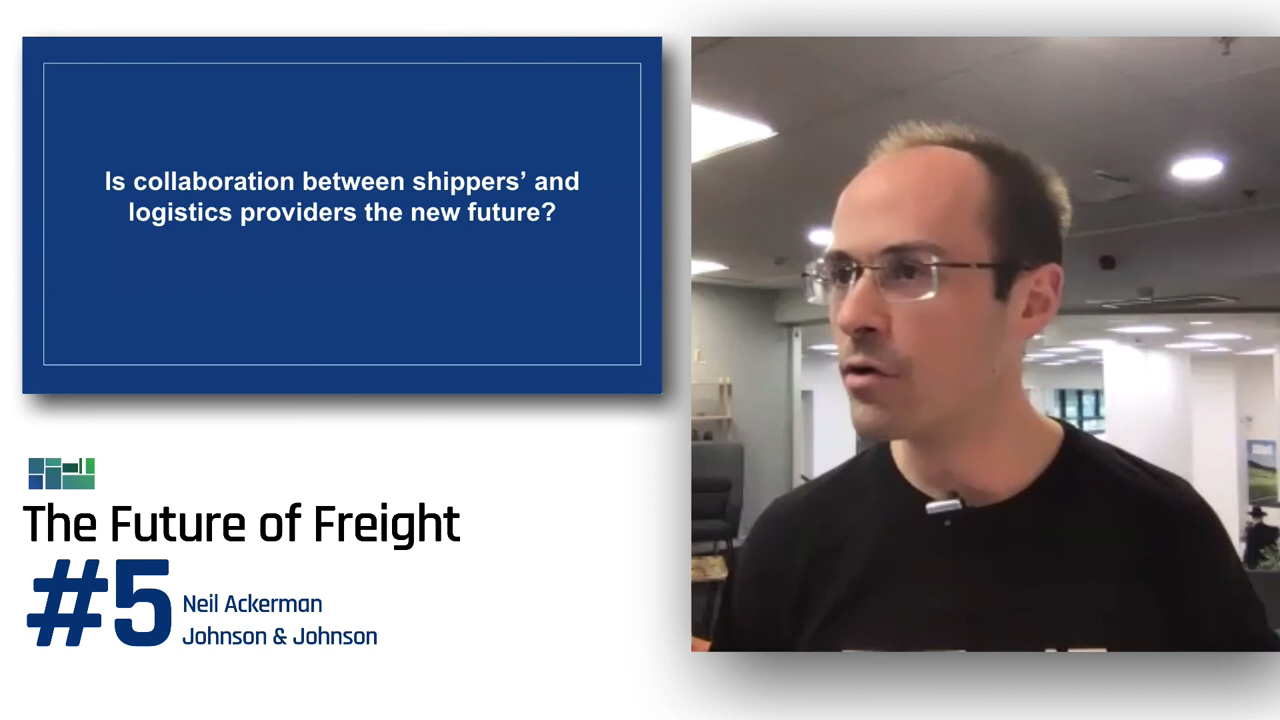 Is collaboration between shippers’ and
logistics providers the new future?
The Future of Freight
#5
Neil Ackerman
Johnson & Johnson